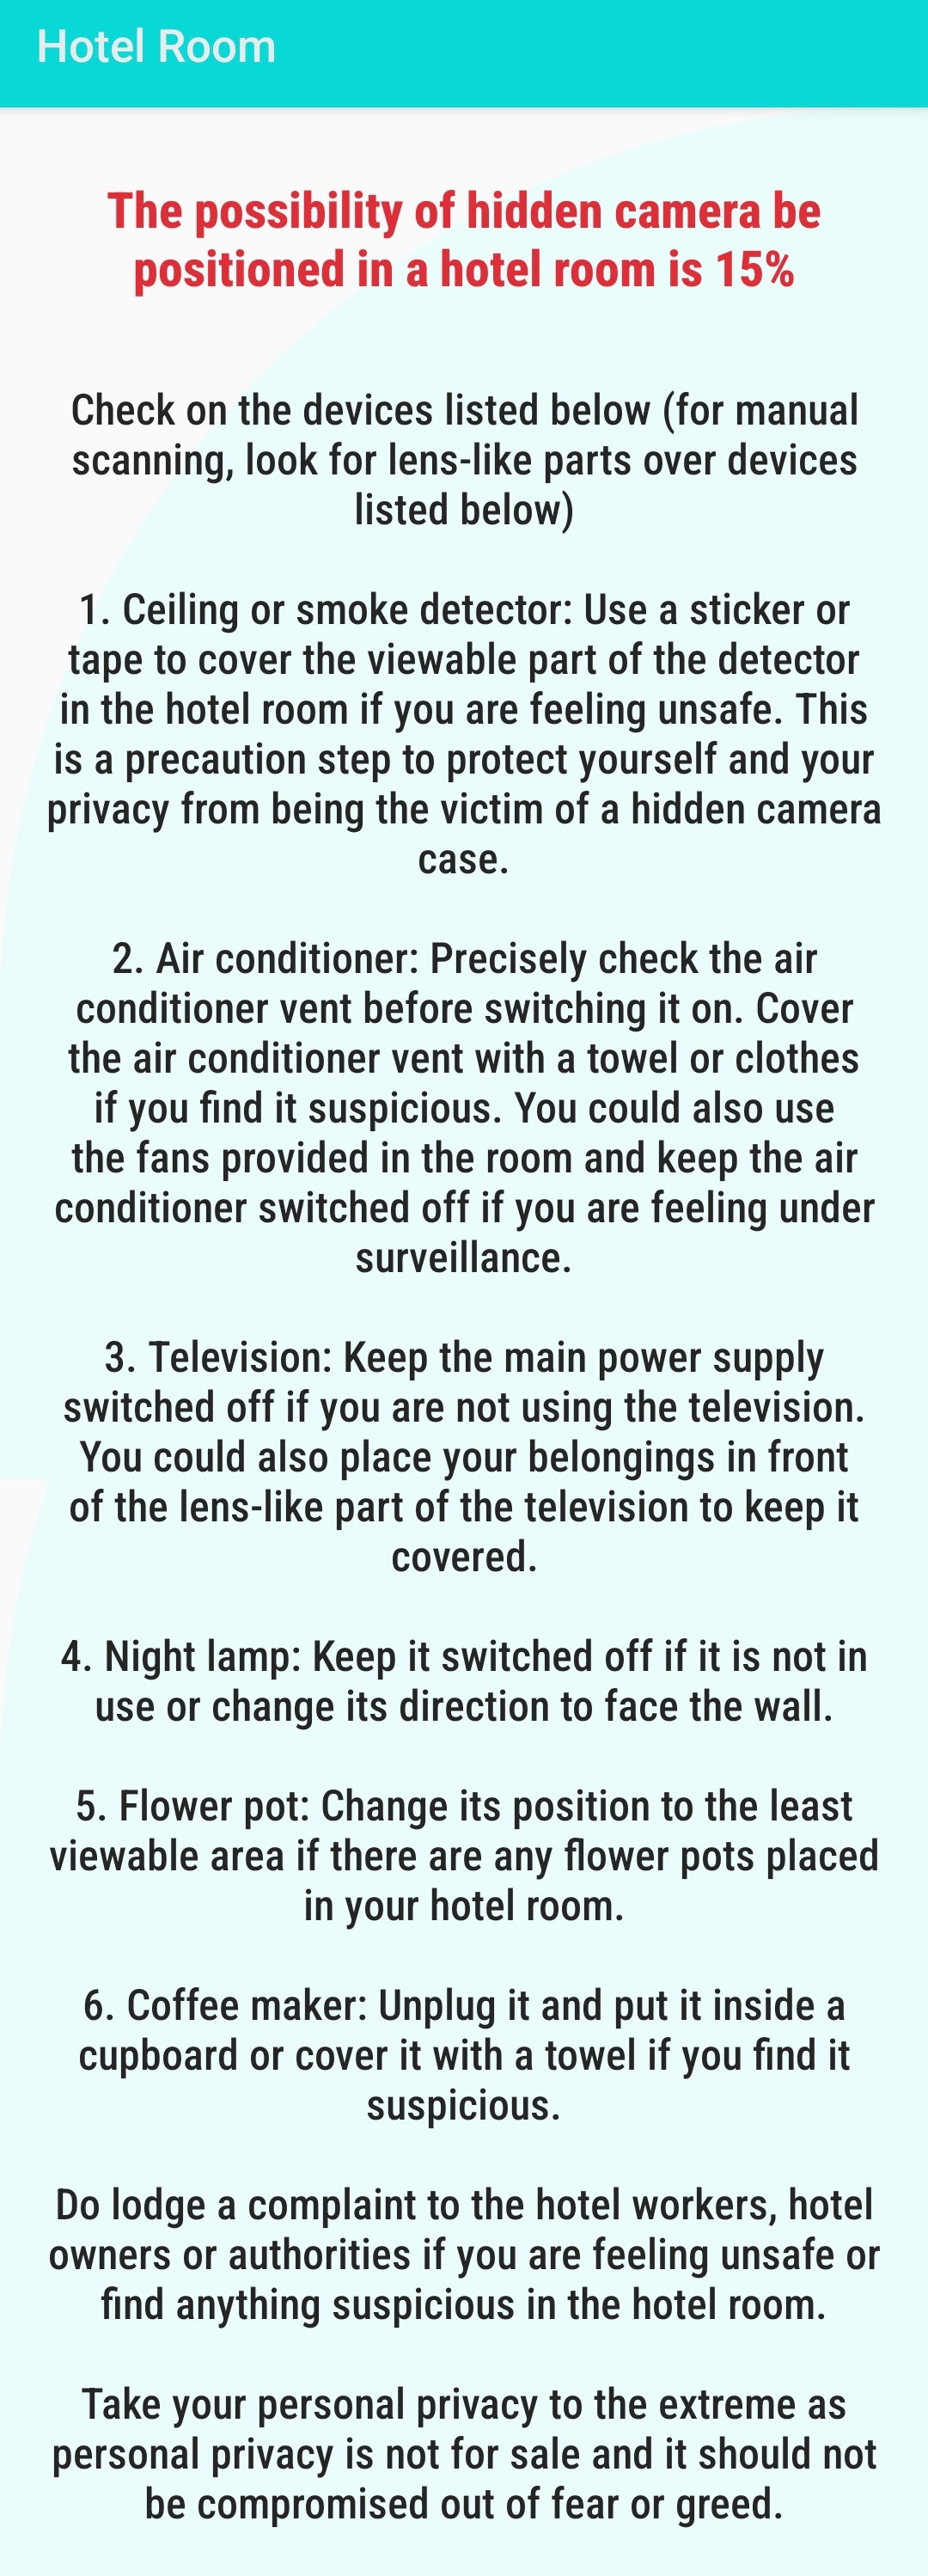 Hotel Room
The possibility of hidden camera be
positioned in a hotel room is 15%
Check on the devices listed below (for manual
scanning, look for lens-like parts over devices
listed below)
1. Ceiling or smoke detector: Use a sticker or
tape to cover the viewable part of the detector
in the hotel room if you are feeling unsafe. This
is a precaution step to protect yourself and your
privacy from being the victim of a hidden camera
case.
2. Air conditioner: Precisely check the air
conditioner vent before switching it on. Cover
the air conditioner vent with a towel or clothes
if you find it suspicious. You could also use
the fans provided in the room and keep the air
conditioner switched off if you are feeling under
surveillance.
3. Television: Keep the main power supply
switched off if you are not using the television.
You could also place your belongings in front
of the lens-like part of the television to keep it
covered.
4. Night lamp: Keep it switched off if it is not in
use or change its direction to face the wall.
5. Flower pot: Change its position to the least
viewable area if there are any flower pots placed
in your hotel room.
6. Coffee maker: Unplug it and put it inside a
cupboard or cover it with a towel if you find it
suspicious.
Do lodge a complaint to the hotel workers, hotel
owners or authorities if you are feeling unsafe or
find anything suspicious in the hotel room.
Take your personal privacy to the extreme as
personal privacy is not for sale and it should not
be compromised out of fear or greed.